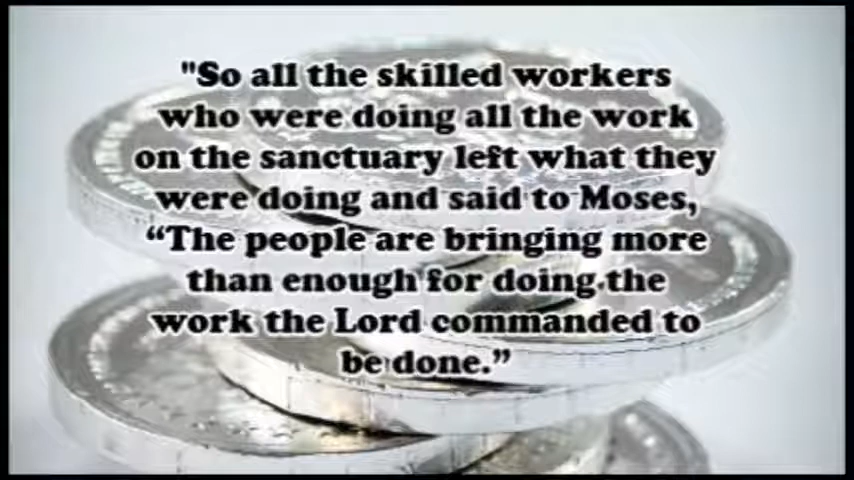 "So all the skilled workers
who were doing all the work
on the sanctuary left what they
were doing and said to Moses,
“The people are bringing more
than enough for doing the
work the Lord commanded to
be done.”